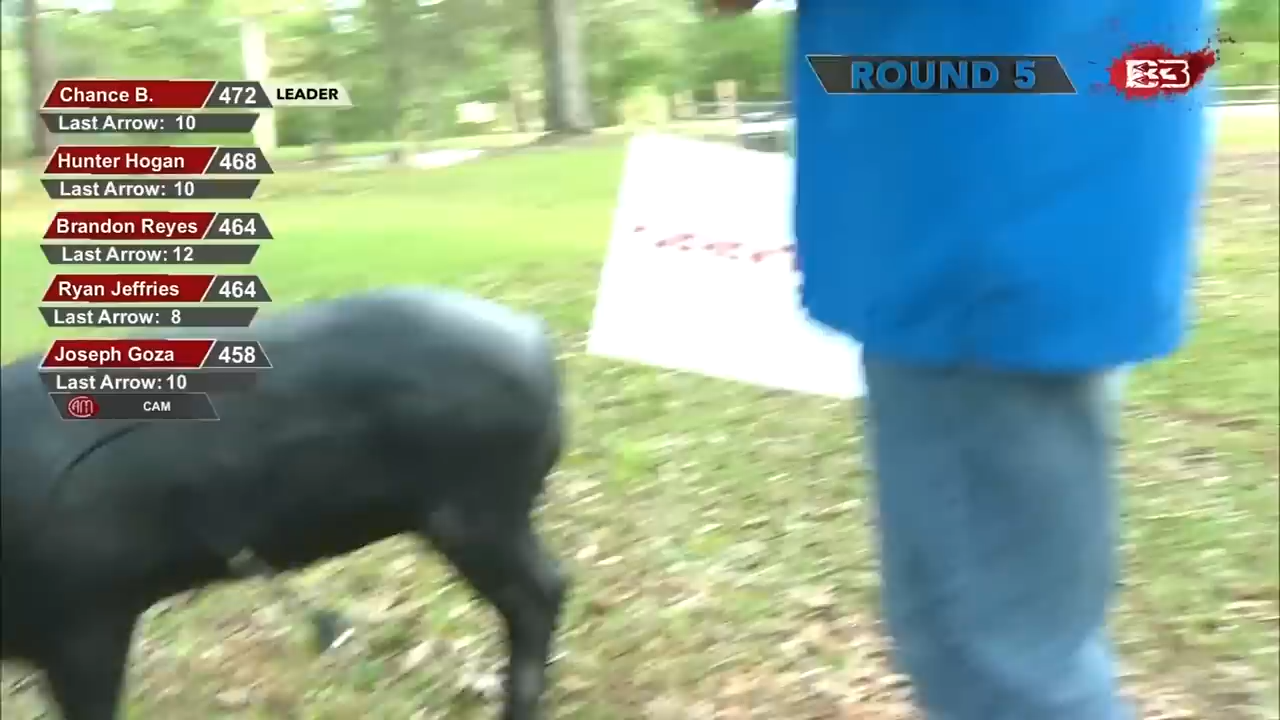 Chance B. 472 LEADER
Last Arrow: 10
Hunter Hogan 468
Last Arrow: 10
Brandon Reyes 464
Last Arrow: 12
Ryan Jeffries 464
Last Arrow: 8
Joseph Goza 458
Last Arrow: 10
AM CAM
ROUND 5
B3